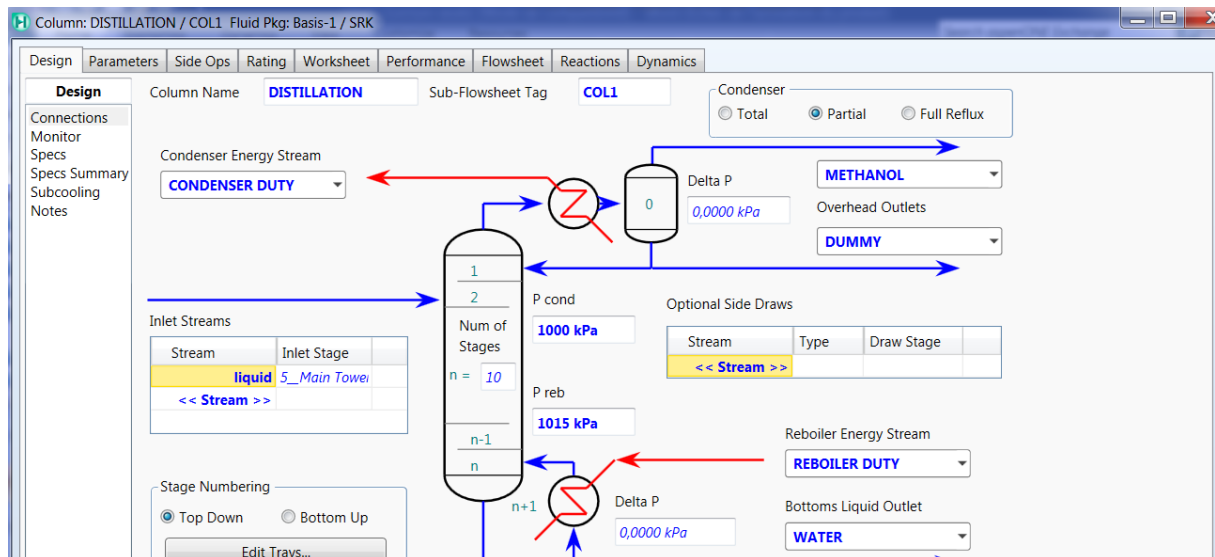 Column: DISTILLATION / COL1 Fluid Pkg: Basis-1 / SRK
Design Parameters Side Ops Rating Worksheet Performance Flowsheet Reactions Dynamics
Design
Connections
Monitor
Specs
Specs Summary
Subcooling
Notes
Column Name DISTILLATION Sub-Flowsheet Tag COL1
Condenser
Total Partial Full Reflux
Condenser Energy Stream
CONDENSER DUTY
0
Delta P
0,0000 kPa
METHANOL
Overhead Outlets
DUMMY
1
2
Num of
Stages
n = 10
n-1
n
n+1
P cond
1000 kPa
P reb
1015 kPa
Inlet Streams
Stream Inlet Stage
liquid 5__Main Tower
<< Stream >>
Optional Side Draws
Stream Type Draw Stage
<< Stream >>
Reboiler Energy Stream
REBOILER DUTY
Delta P
0,0000 kPa
Bottoms Liquid Outlet
WATER
Stage Numbering
Top Down Bottom Up
Edit Trays...